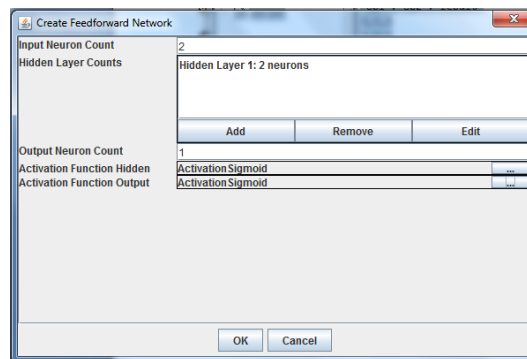 Create Feedforward Network
Input Neuron Count 2
Hidden Layer Counts Hidden Layer 1: 2 neurons
Add Remove Edit
Output Neuron Count 1
Activation Function Hidden ActivationSigmoid ...
Activation Function Output ActivationSigmoid ...
OK Cancel